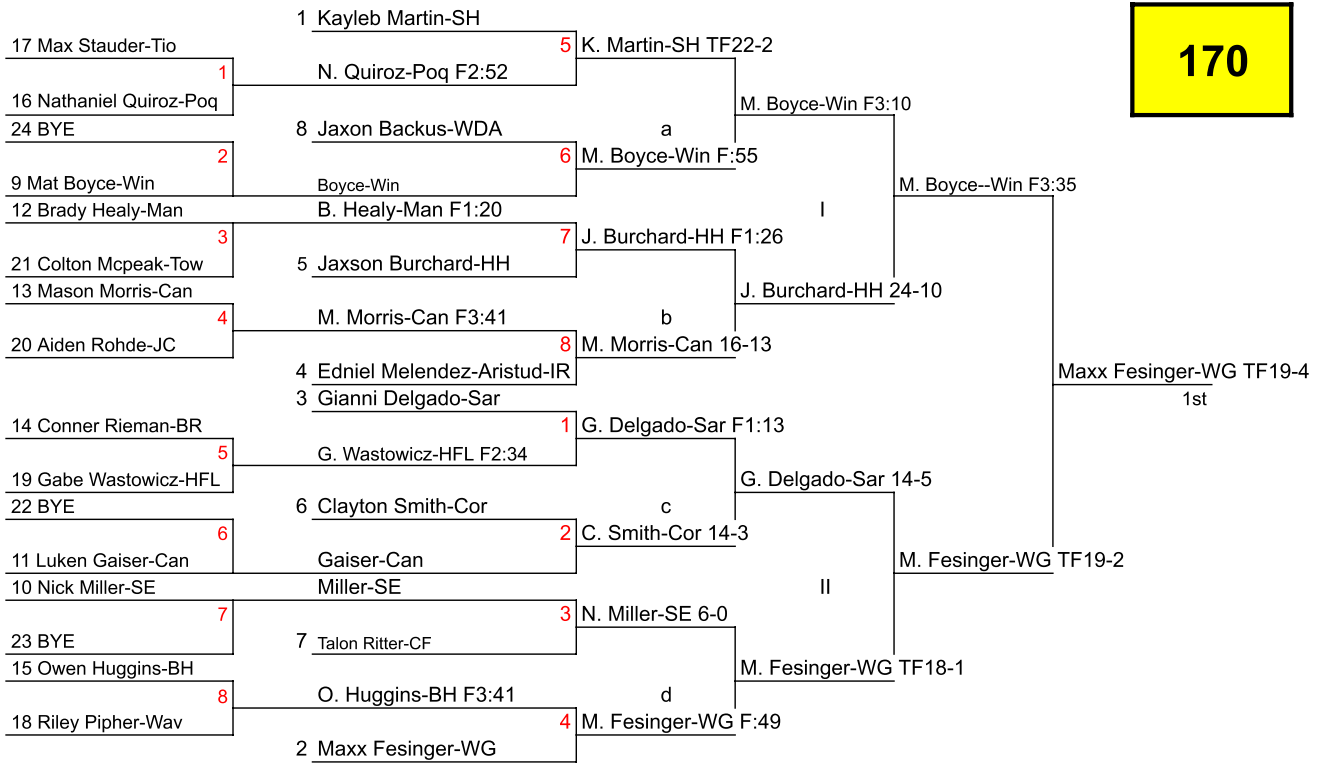 1 Kayleb Martin-SH
170
17 Max Stauder-Tio
5 K. Martin-SH TF22-2
1
N. Quiroz-Poq F2:52
16 Nathaniel Quiroz-Poq
M. Boyce-Win F3:10
24 BYE
8 Jaxon Backus-WDA
a
2
6 M. Boyce-Win F:55
9 Mat Boyce-Win
Boyce-Win
M. Boyce--Win F3:35
12 Brady Healy-Man
B. Healy-Man F1:20
I
3
7 J. Burchard-HH F1:26
21 Colton Mcpeak-Tow
5 Jaxson Burchard-HH
13 Mason Morris-Can
J. Burchard-HH 24-10
4
M. Morris-Can F3:41
b
20 Aiden Rohde-JC
8 M. Morris-Can 16-13
4 Edniel Melendez-Aristud-IR
Maxx Fesinger-WG TF19-4
3 Gianni Delgado-Sar
1st
14 Conner Rieman-BR
1 G. Delgado-Sar F1:13
5
G. Wastowicz-HFL F2:34
19 Gabe Wastowicz-HFL
G. Delgado-Sar 14-5
22 BYE
6 Clayton Smith-Cor
c
6
2 C. Smith-Cor 14-3
11 Luken Gaiser-Can
Gaiser-Can
M. Fesinger-WG TF19-2
10 Nick Miller-SE
Miller-SE
II
7
3 N. Miller-SE 6-0
23 BYE
7 Talon Ritter-CF
15 Owen Huggins-BH
M. Fesinger-WG TF18-1
8
O. Huggins-BH F3:41
d
18 Riley Pipher-Wav
4 M. Fesinger-WG F:49
2 Maxx Fesinger-WG